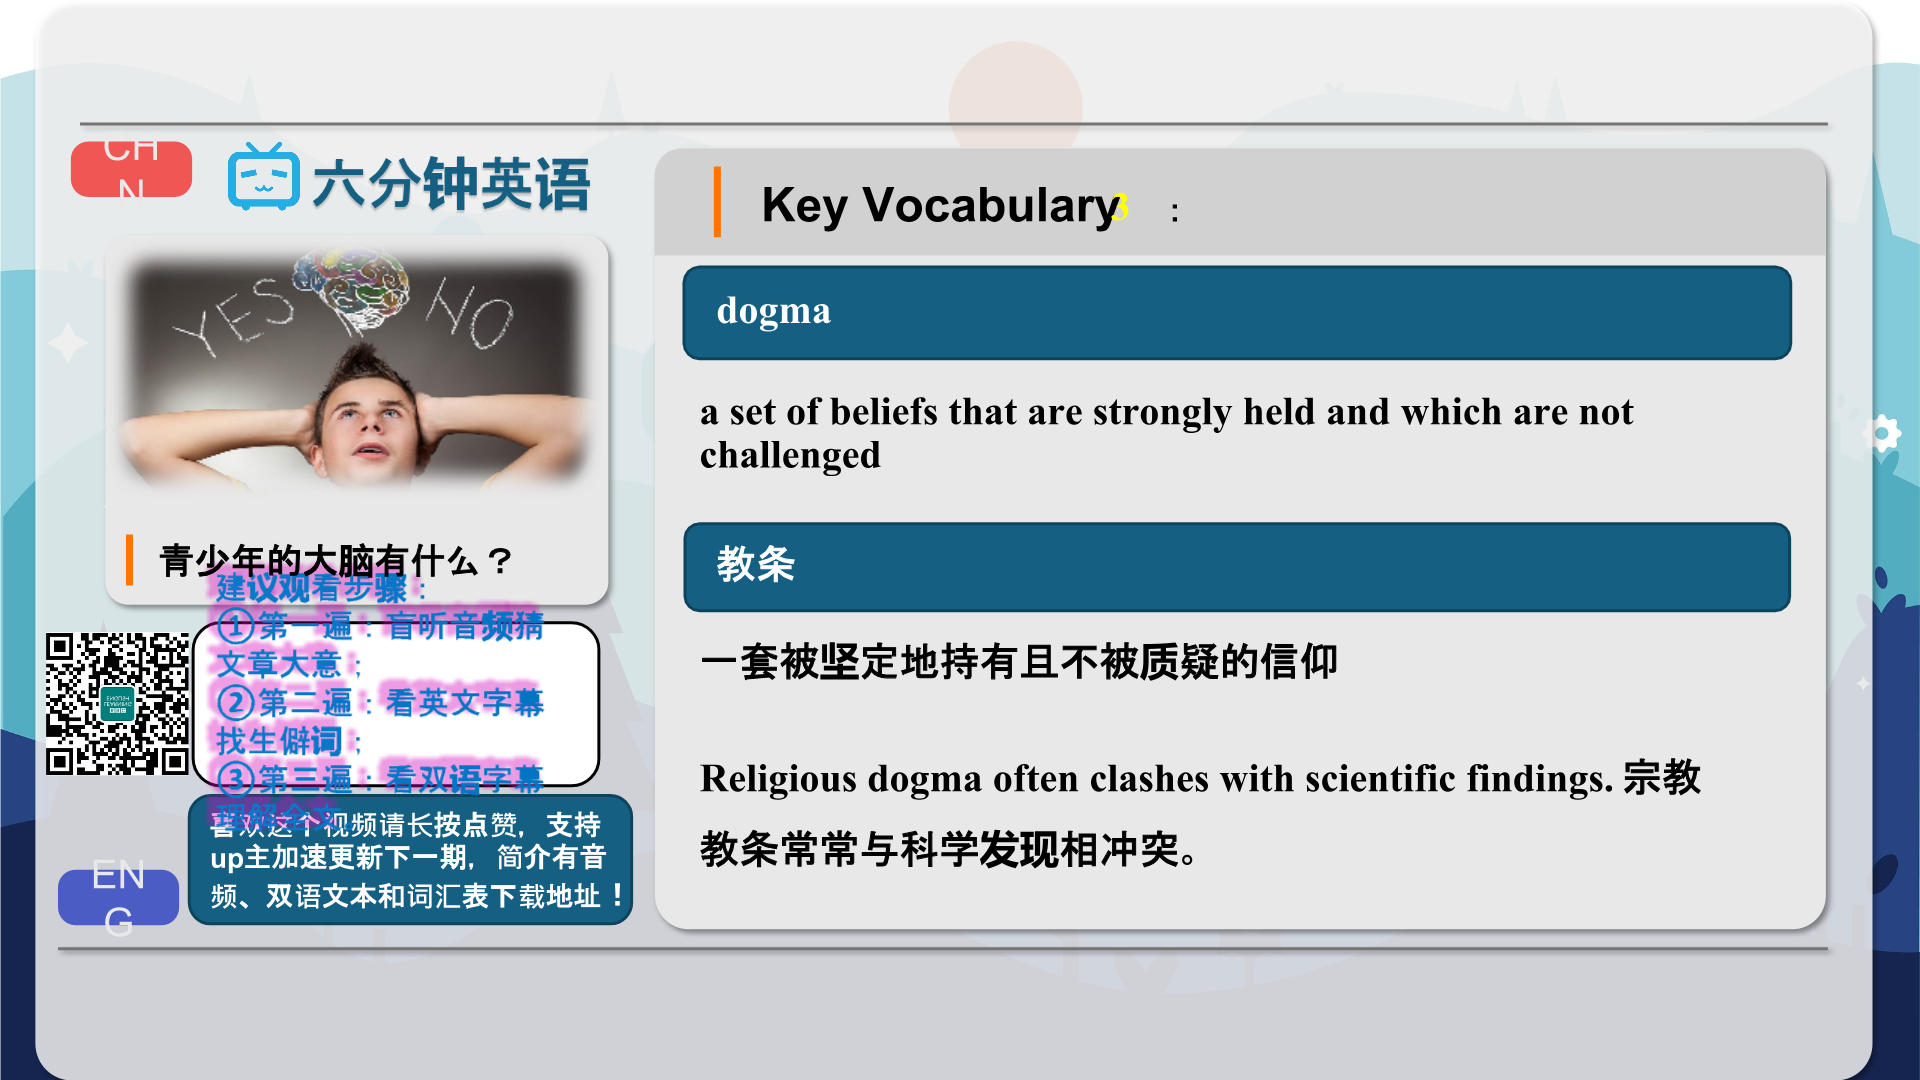 CH
N
六分钟英语
YES NO
青少年的大脑有什么？
建议观看步骤：
①第一遍：盲听音频猜
文章大意；
②第二遍：看英文字幕
找生僻词；
③第三遍：看双语字幕
理解全文。
喜欢这个视频请长按点赞，支持
up主加速更新下一期，简介有音
频、双语文本和词汇表下载地址！
EN
G
Key Vocabulary3 :
dogma
a set of beliefs that are strongly held and which are not
challenged
教条
一套被坚定地持有且不被质疑的信仰
Religious dogma often clashes with scientific findings. 宗教
教条常常与科学发现相冲突。